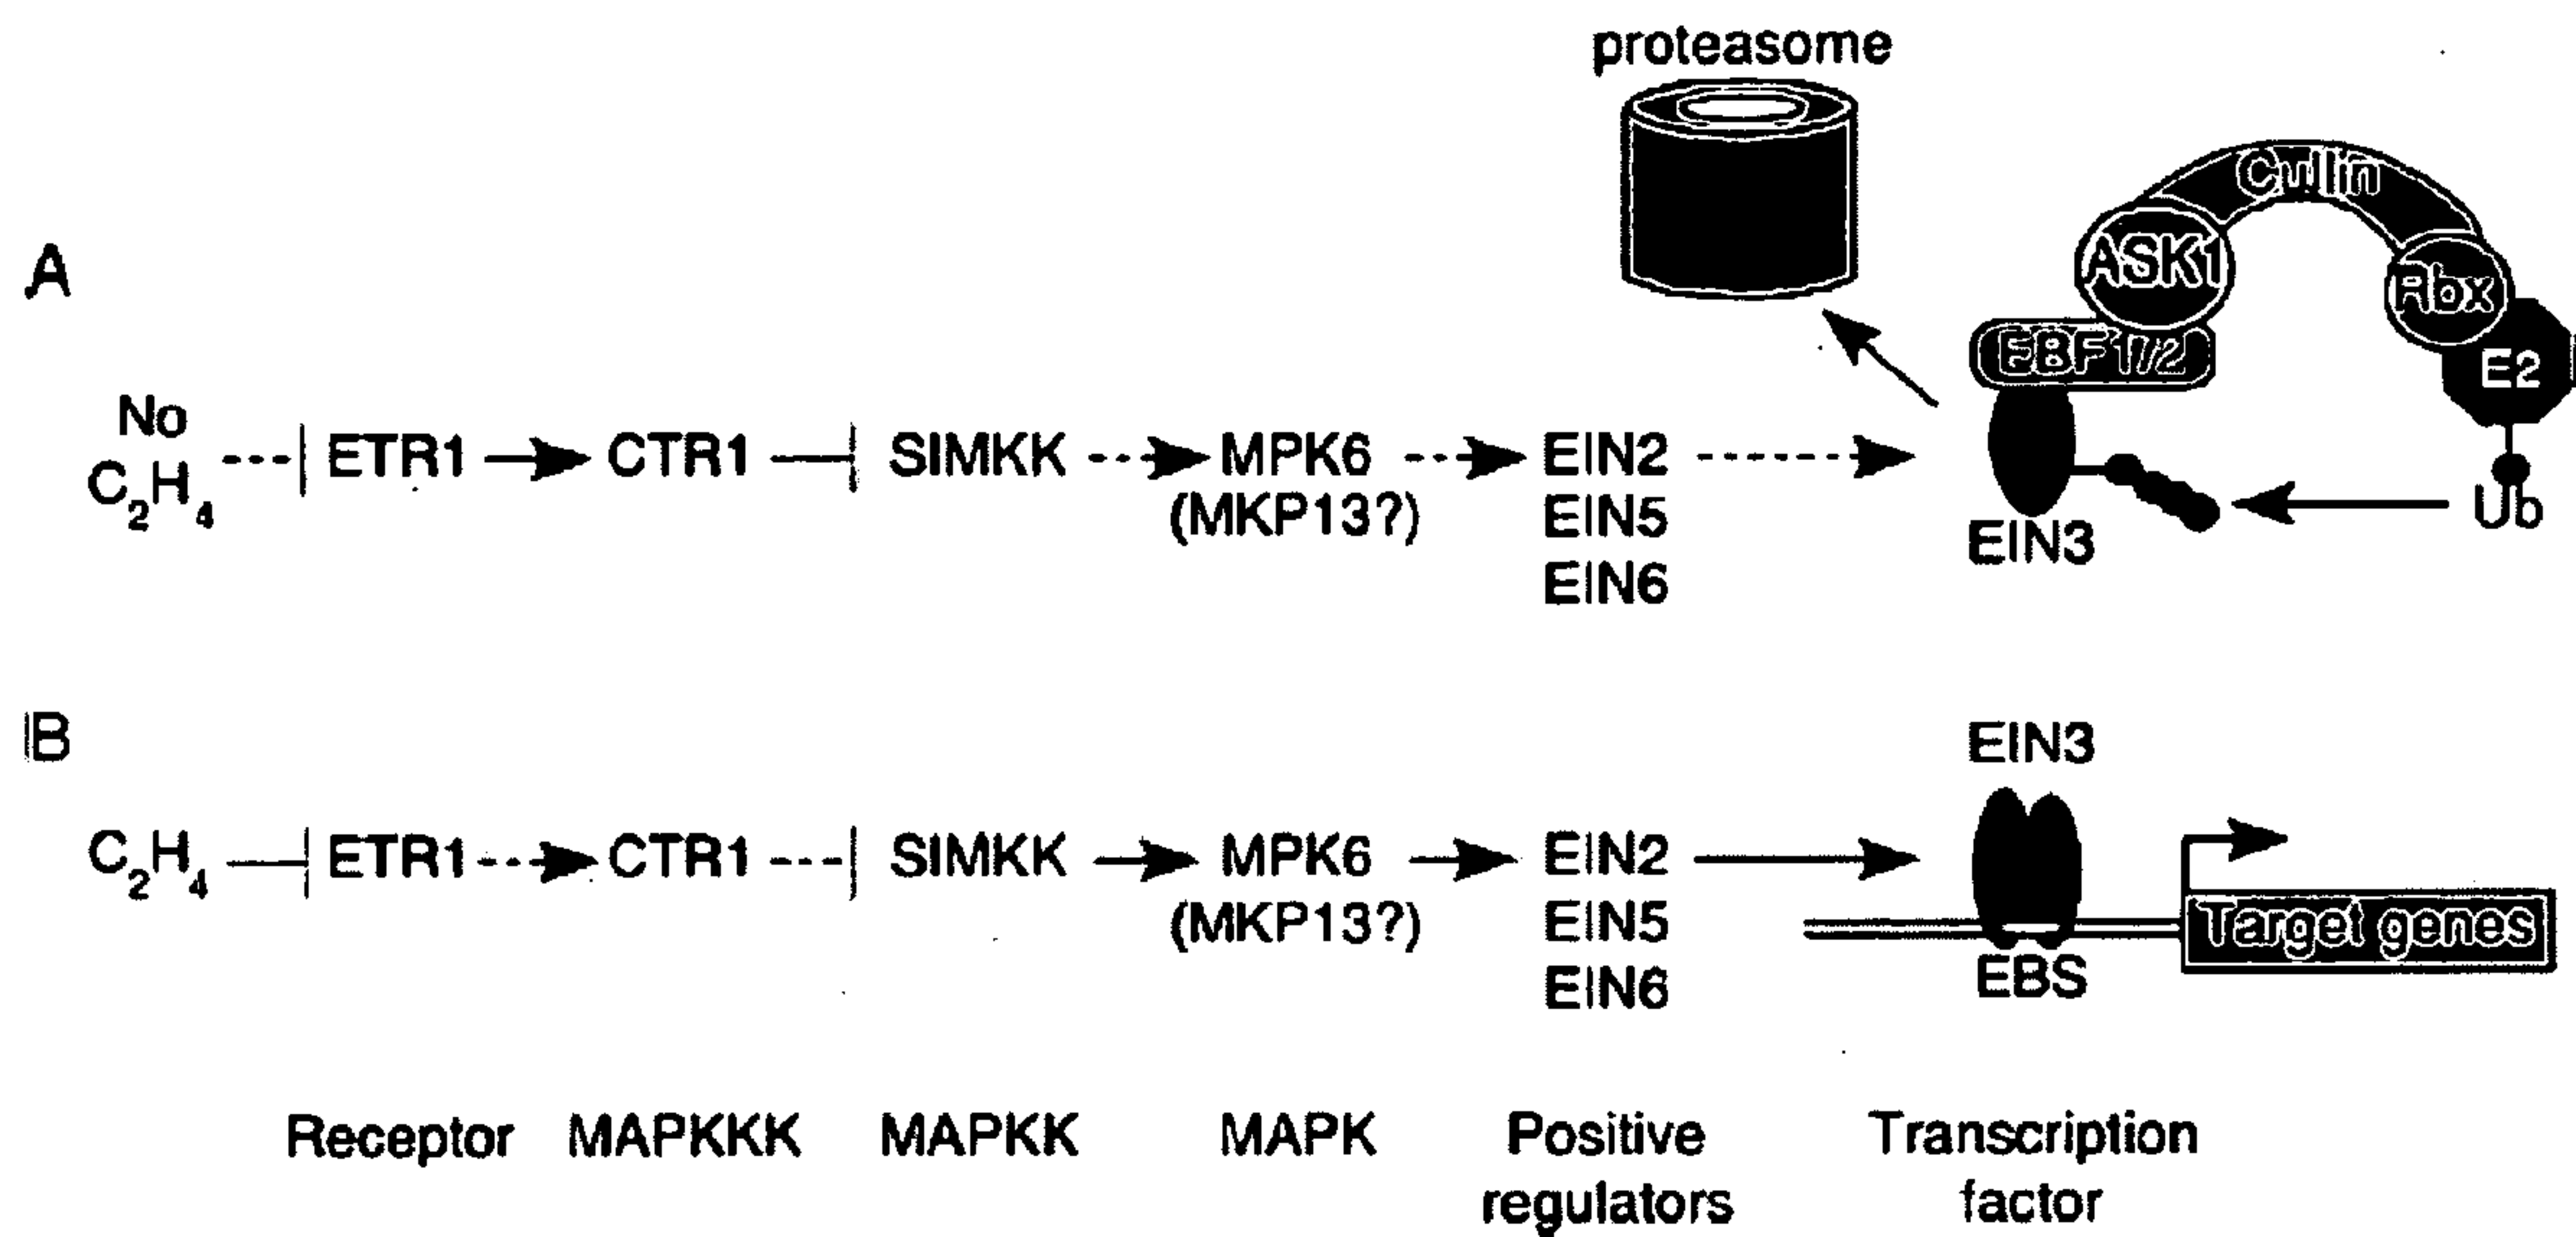 proteasome
Cullin
ASK1
Rbx
EBF1/2
E2
A
No
C₂H₄
ETR1
CTR1
SIMKK
MPK6
(MKP13?)
EIN2
EIN5
EIN6
EIN3
Ub
B
C₂H₄
ETR1
CTR1
SIMKK
MPK6
(MKP13?)
EIN2
EIN5
EIN6
EIN3
EBS
Target genes
Receptor
MAPKKK
MAPKK
MAPK
Positive
regulators
Transcription
factor